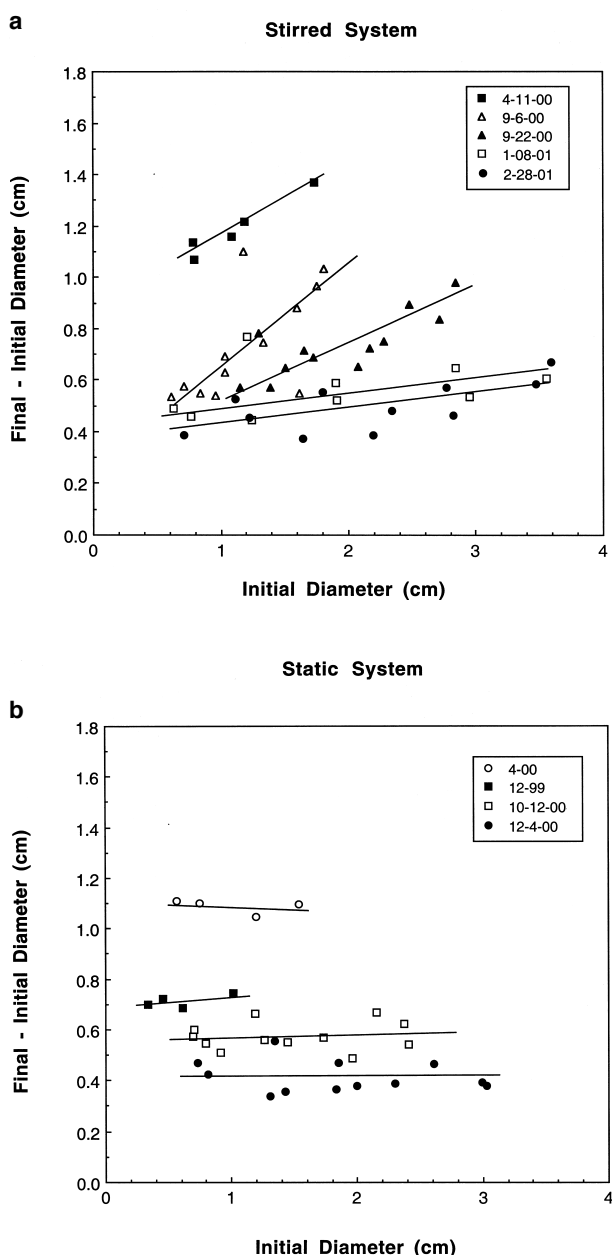 a
Stirred System
1.8
1.6
1.4
1.2
1.0
0.8
0.6
0.4
0.2
0.0
Final - Initial Diameter (cm)
4-11-00
9-6-00
9-22-00
1-08-01
2-28-01
0 1 2 3 4
Initial Diameter (cm)
Static System
b
1.8
1.6
1.4
1.2
1.0
0.8
0.6
0.4
0.2
0.0
Final - Initial Diameter (cm)
4-00
12-99
10-12-00
12-4-00
0 1 2 3 4
Initial Diameter (cm)